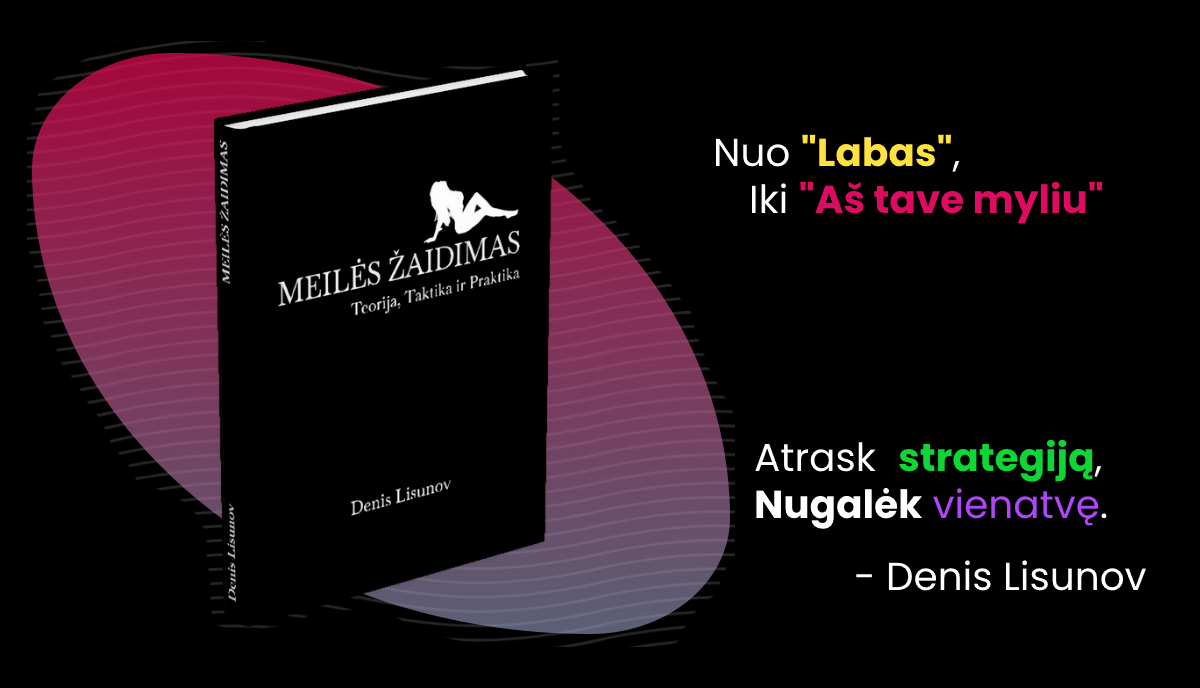 MEILĖS ŽAIDIMAS
Denis Lisunov
MEILĖS ŽAIDIMAS
Teorija, Taktika ir Praktika
Denis Lisunov
Nuo "Labas",
Iki "Aš tave myliu"
Atrask strategiją,
Nugalėk vienatvę.
- Denis Lisunov